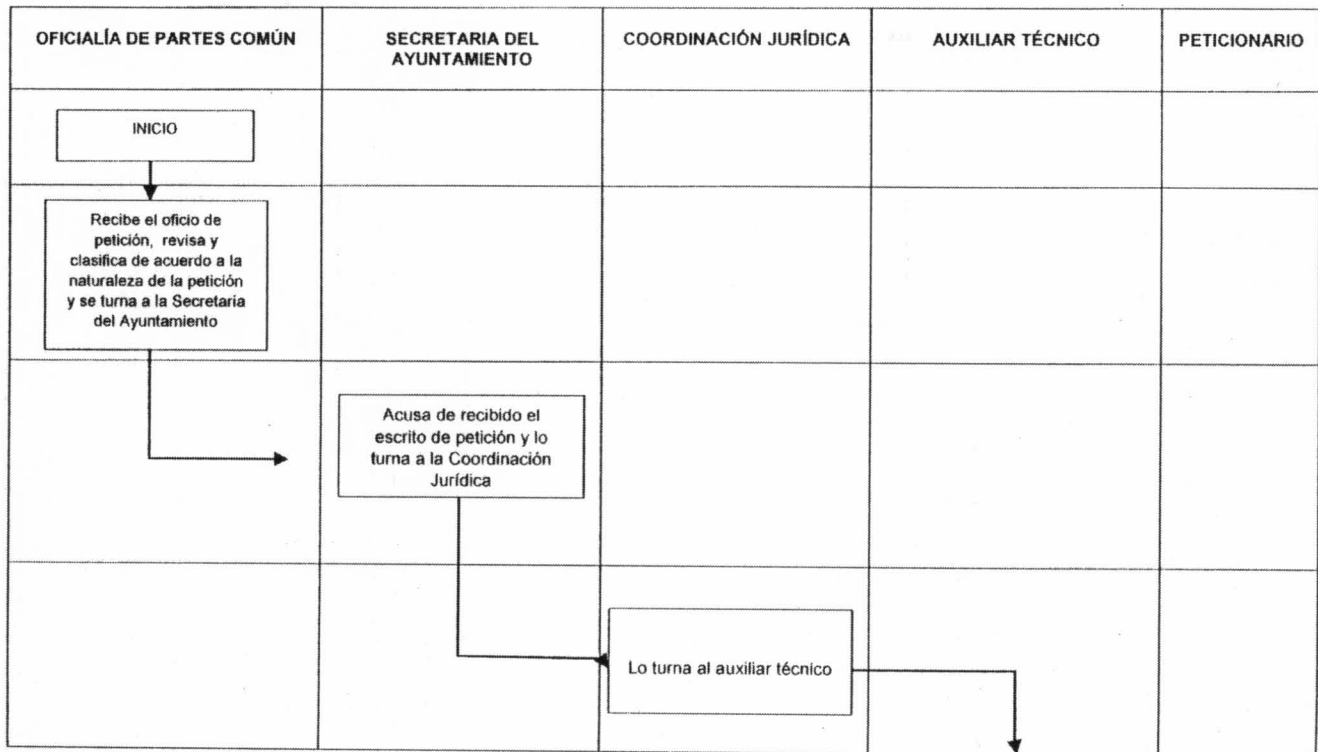 OFICIALÍA DE PARTES COMÚN
SECRETARIA DEL
AYUNTAMIENTO
COORDINACIÓN JURÍDICA
AUXILIAR TÉCNICO
PETICIONARIO
INICIO
Recibe el oficio de
petición, revisa y
clasifica de acuerdo a la
naturaleza de la petición
y se turna a la Secretaria
del Ayuntamiento
Acusa de recibido el
escrito de petición y lo
turna a la Coordinación
Jurídica
Lo turna al auxiliar técnico